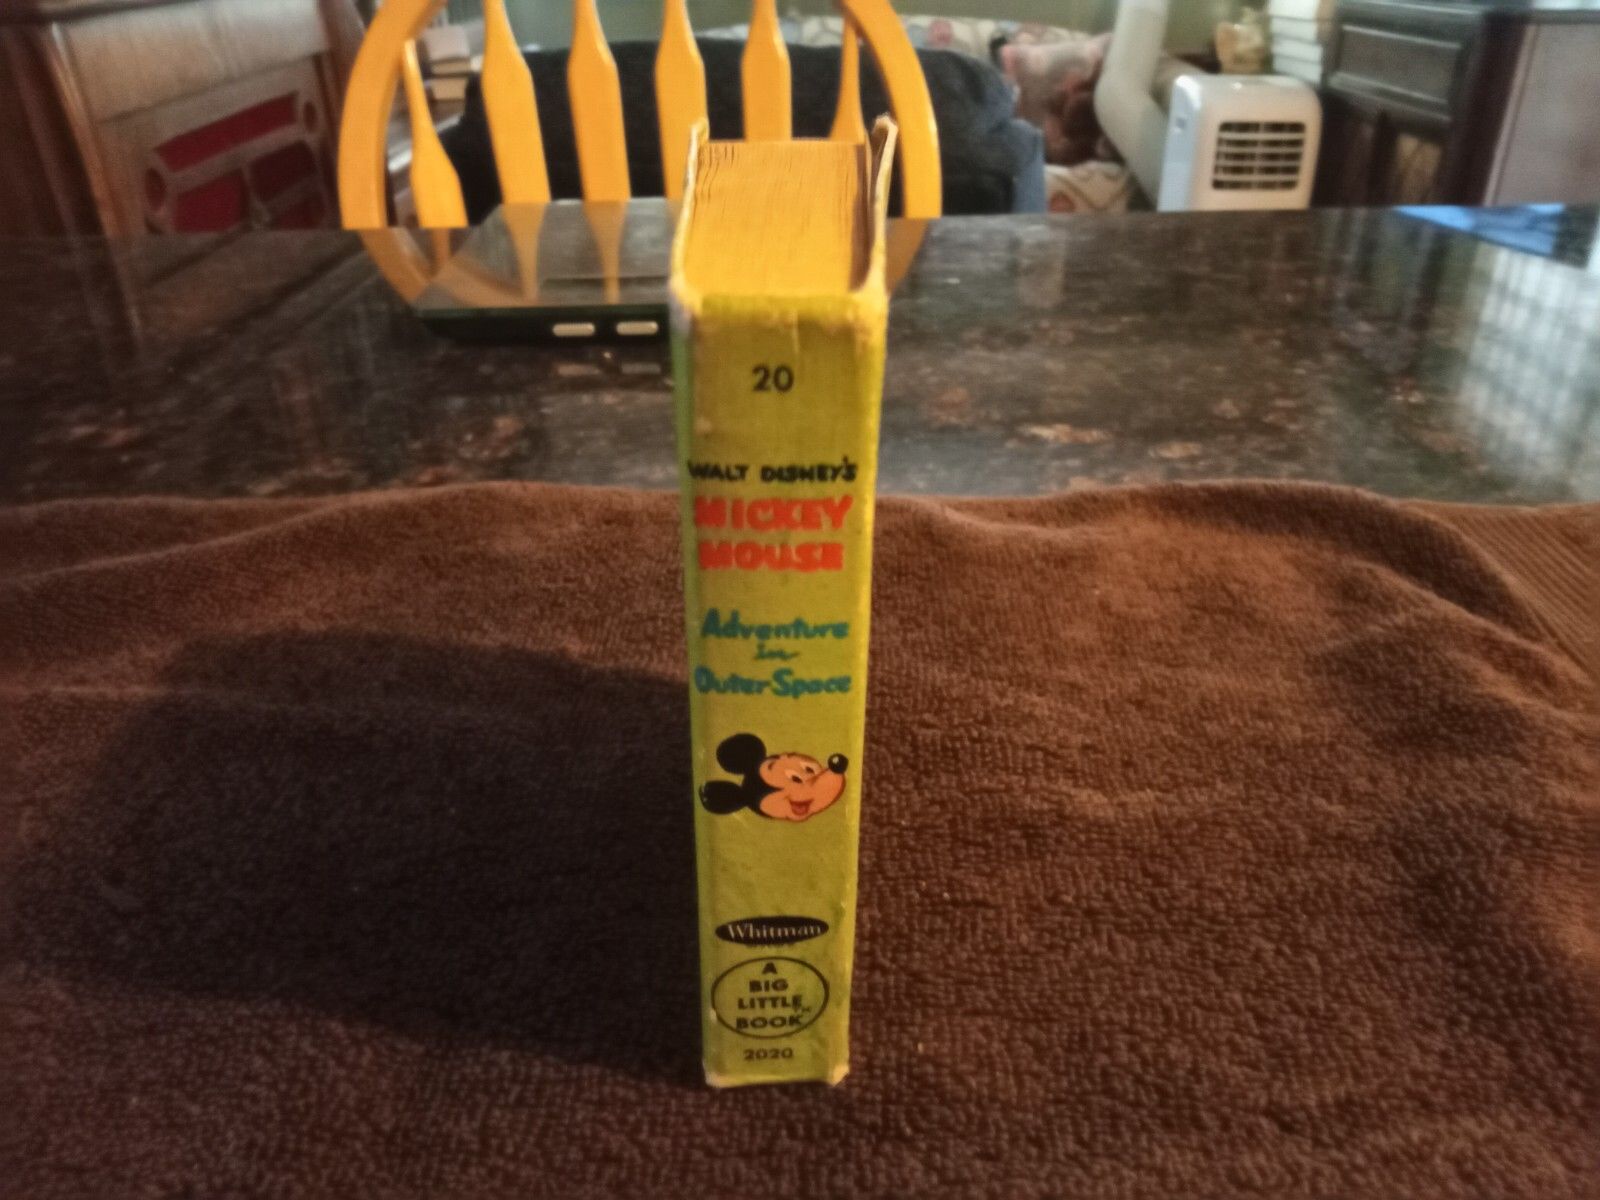 20
WALT DISNEY'S
MICKEY
MOUSE
Adventure
In
Outer Space
Whitman
A
BIG
LITTLE
BOOK
2020